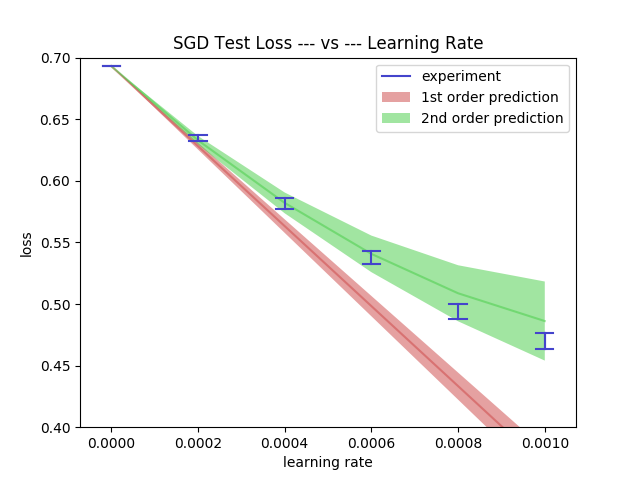 SGD Test Loss --- vs --- Learning Rate
experiment
1st order prediction
2nd order prediction
loss
0.70
0.65
0.60
0.55
0.50
0.45
0.40
0.0000 0.0002 0.0004 0.0006 0.0008 0.0010
learning rate